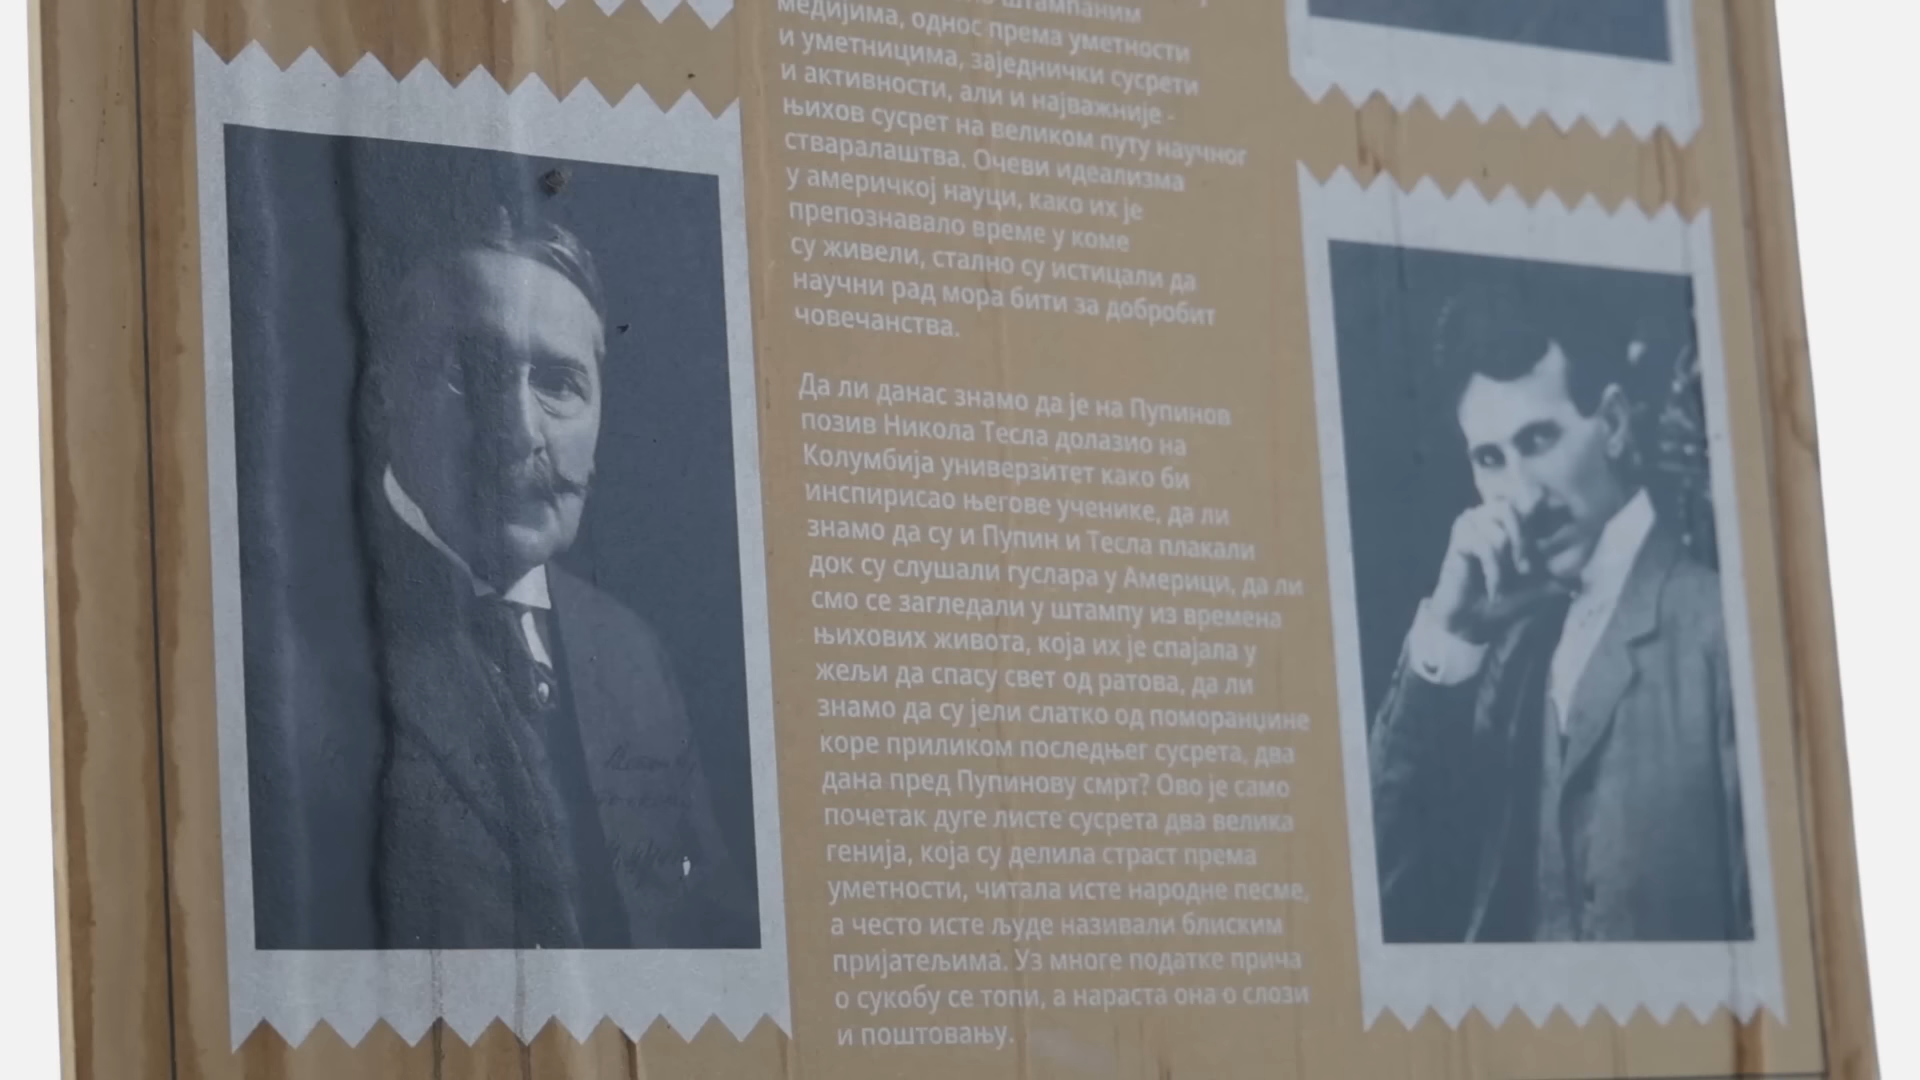 штампаним
медијима, однос према уметности
и уметницима, заједнички сусрети
и активности, али и најважније -
њихов сусрет на великом путу научног
стваралаштва. Очеви идеализма
у америчкој науци, како их је
препознавало време у коме
су живели, стално су истицали да
научни рад мора бити за добробит
човечанства.
Да ли данас знамо да је на Пупинов
позив Никола Тесла долазио на
Колумбија универзитет како би
инспирисао његове ученике, да ли
знамо да су и Пупин и Тесла плакали
док су слушали гуслара у Америци, да ли
смо се загледали у штампу из времена
њихових живота, која их је спајала у
жељи да спасу свет од ратова, да ли
знамо да су јели слатко од поморанџине
коре приликом последњег сусрета, два
дана пред Пупинову смрт? Ово је само
почетак дуге листе сусрета два велика
генија, која су делила страст према
уметности, читала исте народне песме,
а често исте људе називали блиским
пријатељима. Уз многе податке прича
о сукобу се топи, а нараста она о слози
и поштовању.